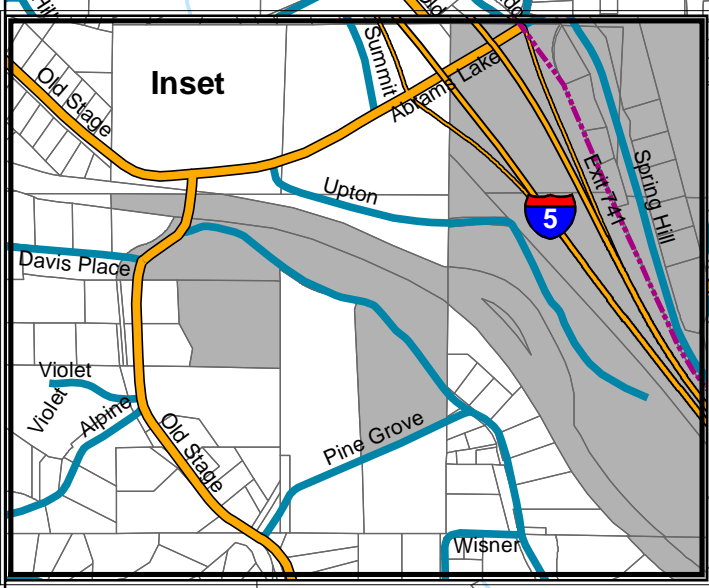 Inset
Old Stage
Summit
Abrams Lake
Upton
Exit 741
Spring Hill
5
Davis Place
Violet
Violet
Alpine
Old Stage
Pine Grove
Wisner